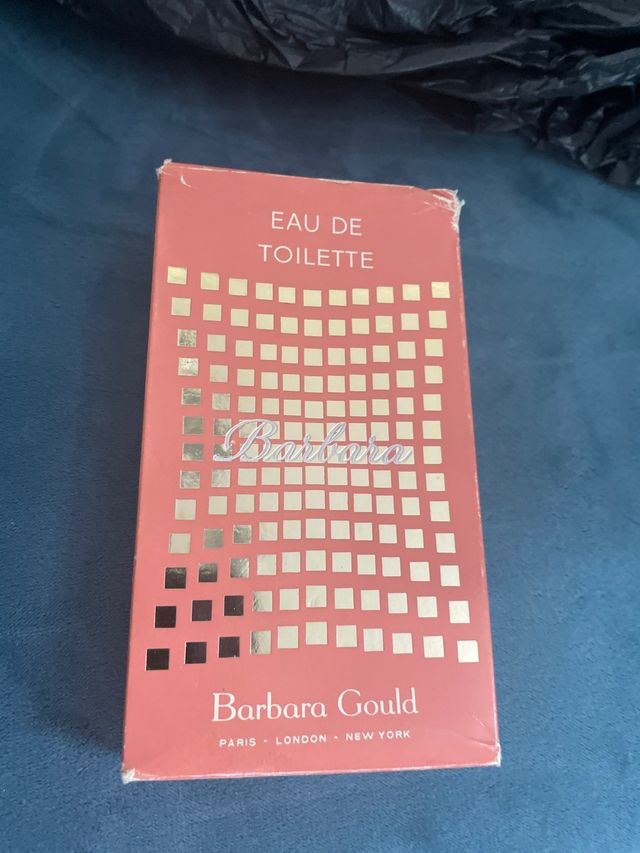 EAU DE
TOILETTE
Barbara
Barbara Gould
PARIS - LONDON - NEW YORK